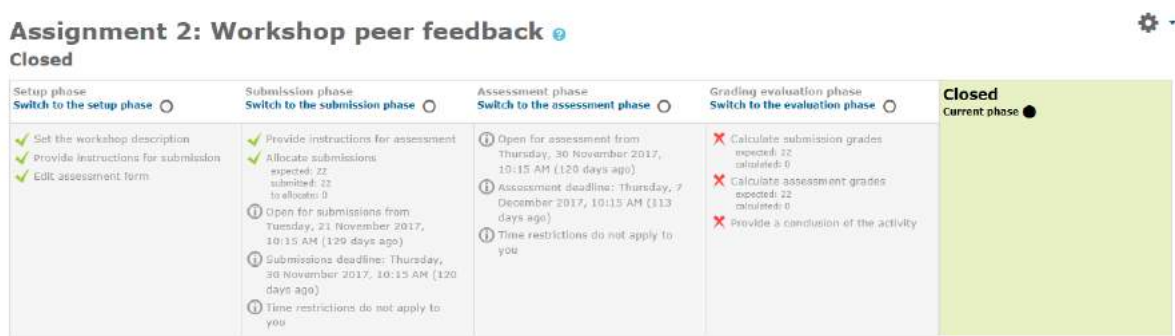 Assignment 2: Workshop peer feedback
Closed
Setup phase
Switch to the setup phase
Set the workshop description
Provide instructions for submission
Edit assessment form
Submission phase
Switch to the submission phase
Provide instructions for assessment
Allocate submissions
expected: 22
submitted: 22
to allocate: 0
Open for submissions from
Tuesday, 21 November 2017,
10:15 AM (129 days ago)
Submissions deadline: Thursday,
30 November 2017, 10:15 AM (120
days ago)
Time restrictions do not apply to
you
Assessment phase
Switch to the assessment phase
Open for assessment from
Thursday, 30 November 2017,
10:15 AM (120 days ago)
Assessment deadline: Thursday, 7
December 2017, 10:15 AM (113
days ago)
Time restrictions do not apply to
you
Grading evaluation phase
Switch to the evaluation phase
Calculate submission grades
expected: 22
calculated: 0
Calculate assessment grades
expected: 22
calculated: 0
Provide a conclusion of the activity
Closed
Current phase